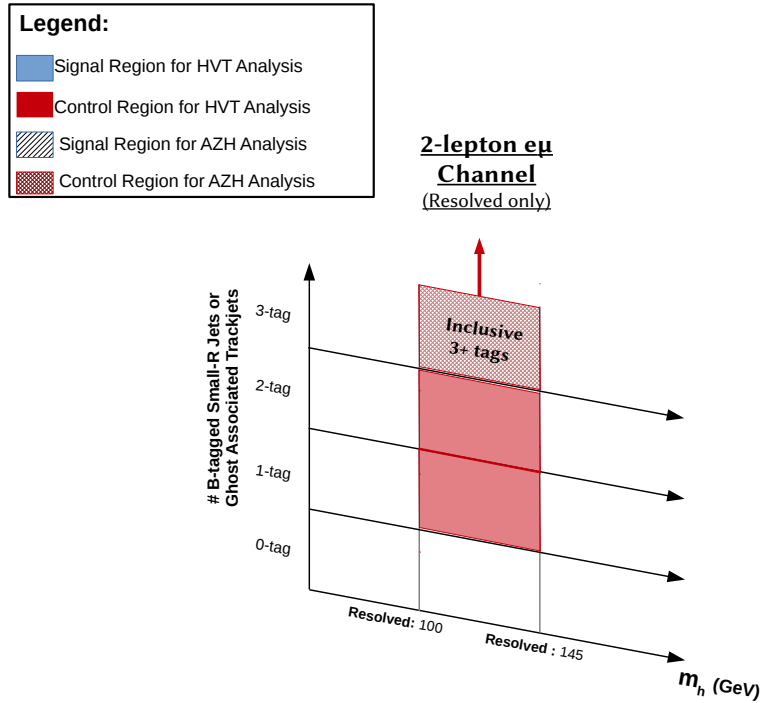 Legend:
Signal Region for HVT Analysis
Control Region for HVT Analysis
Signal Region for AZH Analysis
Control Region for AZH Analysis
2-lepton eμ
Channel
(Resolved only)
# B-tagged Small-R Jets or
Ghost Associated Trackjets
3-tag
2-tag
1-tag
0-tag
Inclusive
3+ tags
Resolved: 100
Resolved : 145
m_h (GeV)